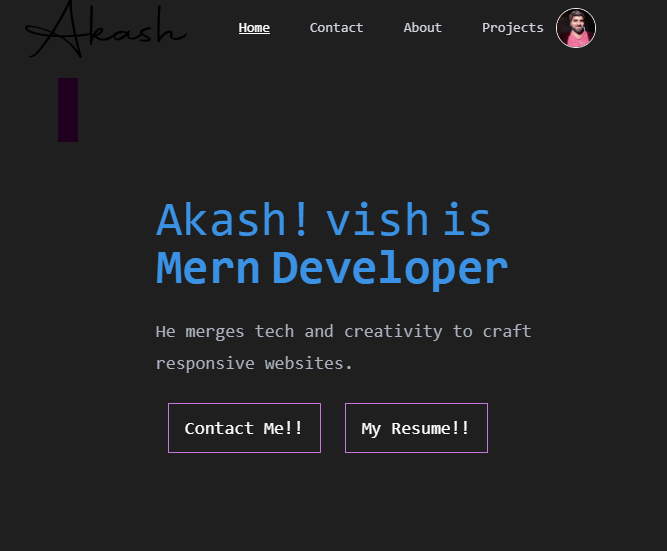 Akash
Home Contact About Projects
Akash! vish is
Mern Developer
He merges tech and creativity to craft
responsive websites.
Contact Me!! My Resume!!